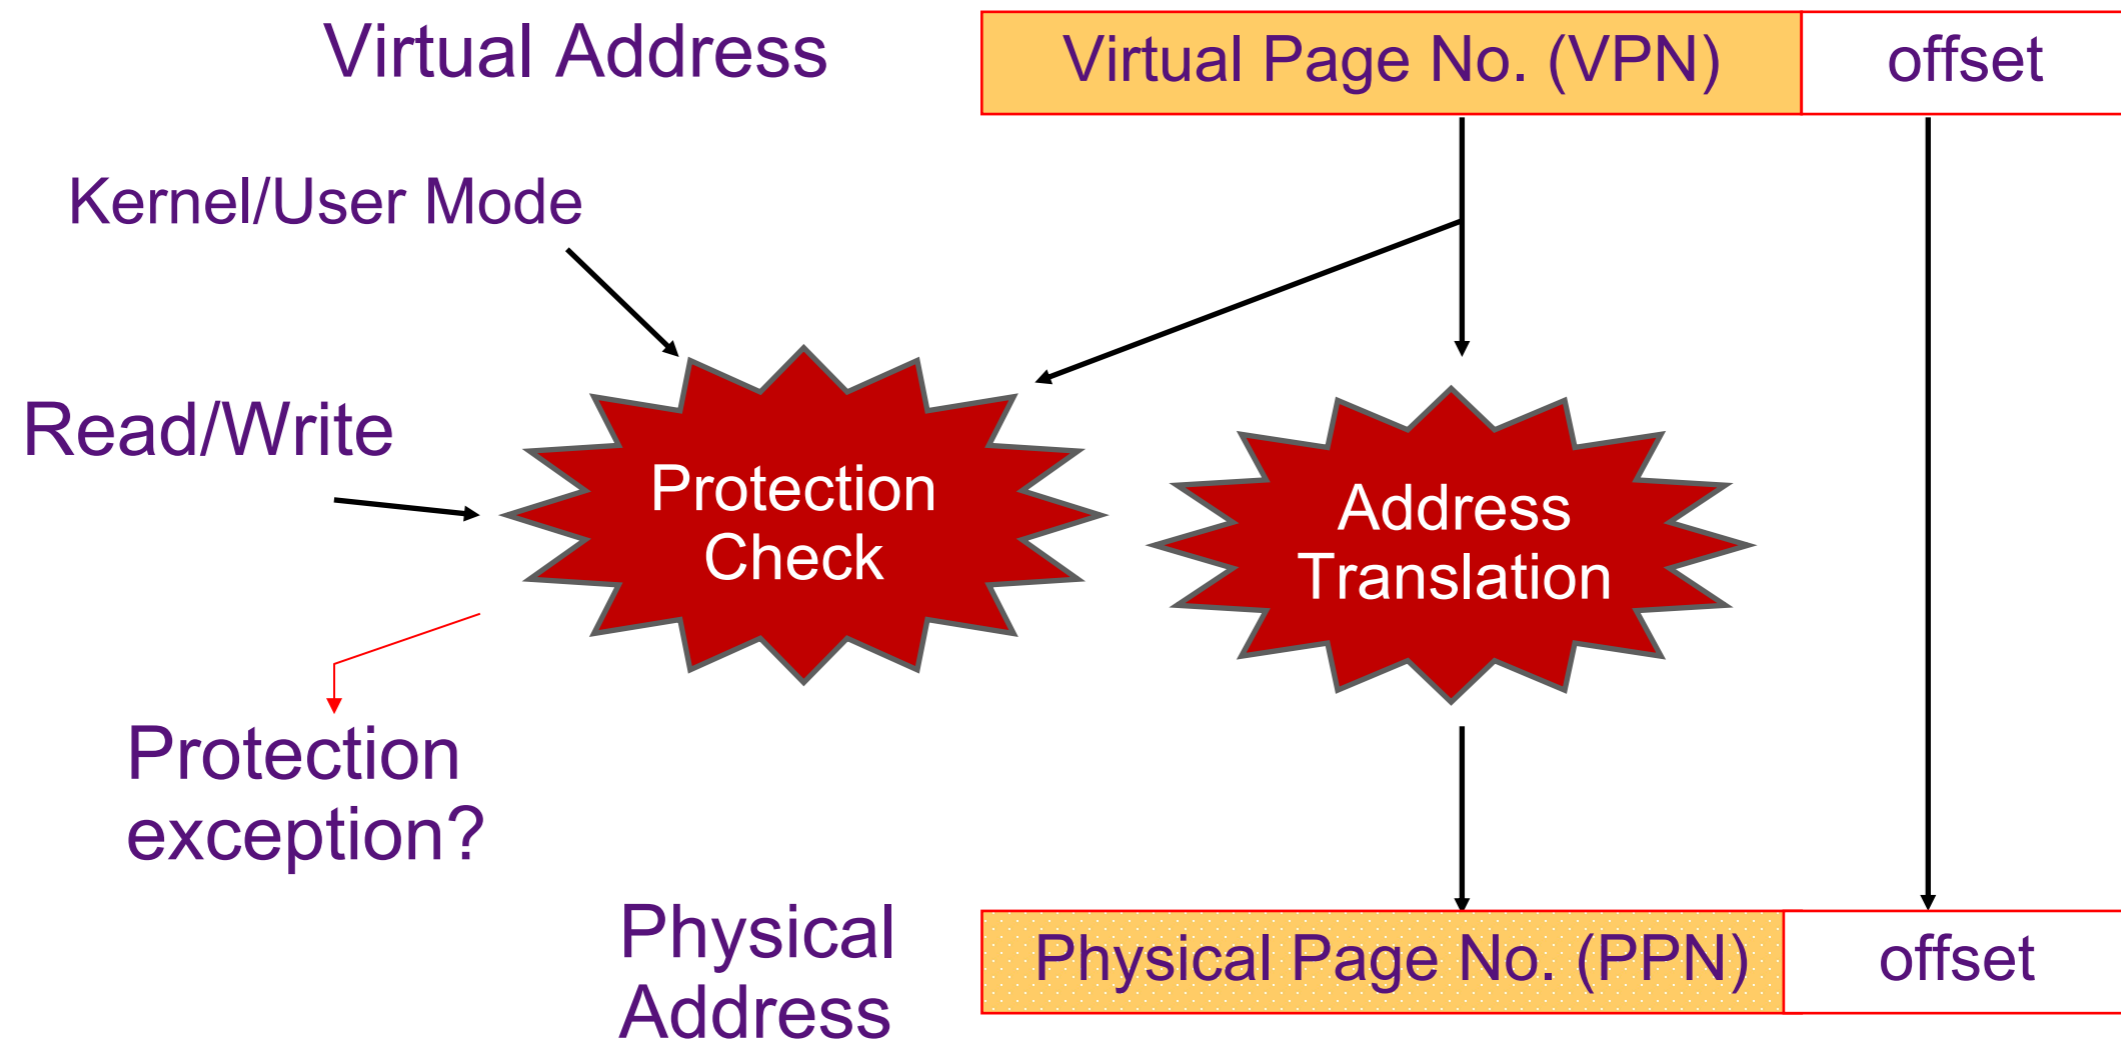 Virtual Address
Virtual Page No. (VPN)
offset
Kernel/User Mode
Read/Write
Protection
Check
Address
Translation
Protection
exception?
Physical
Address
Physical Page No. (PPN)
offset